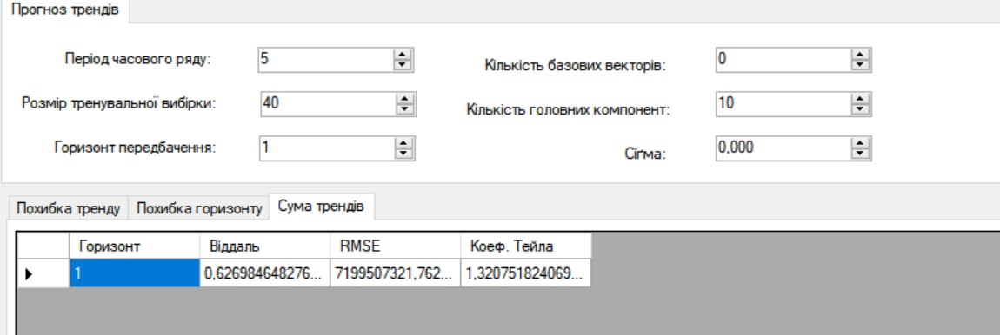 Прогноз трендів
Період часового ряду: 5
Кількість базових векторів: 0
Розмір тренувальної вибірки: 40
Кількість головних компонент: 10
Горизонт передбачення: 1
Сіґма: 0,000
Похибка тренду Похибка горизонту Сума трендів
Горизонт Віддаль RMSE Коеф. Тейла
1 0,626984648276... 7199507321,762... 1,320751824069...